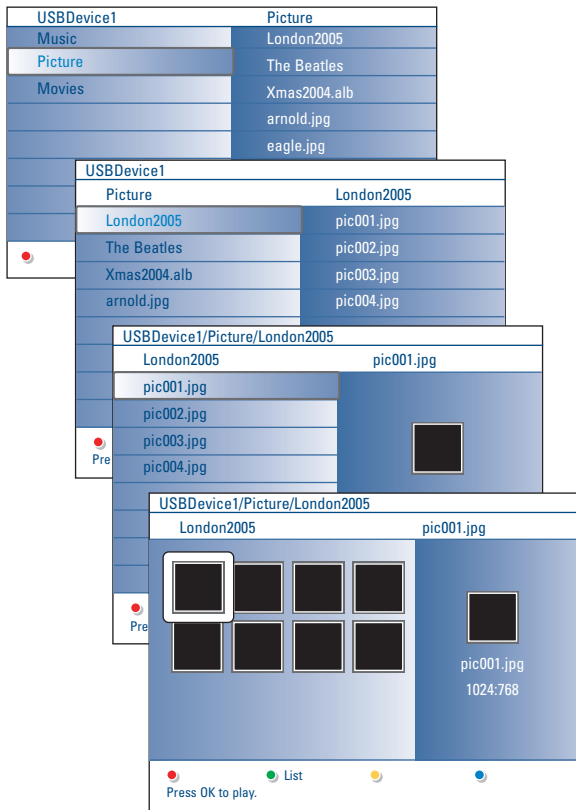 USBDevice1 Picture
Music London2005
Picture The Beatles
Movies Xmas2004.alb
arnold.jpg
eagle.jpg
USBDevice1
Picture London2005
London2005 pic001.jpg
The Beatles pic002.jpg
Xmas2004.alb pic003.jpg
arnold.jpg pic004.jpg
Pre
USBDevice1/Picture/London2005
London2005 pic001.jpg
pic001.jpg
pic002.jpg
pic003.jpg
pic004.jpg
Pre
USBDevice1/Picture/London2005
London2005 pic001.jpg
pic001.jpg
1024:768
List
Press OK to play.